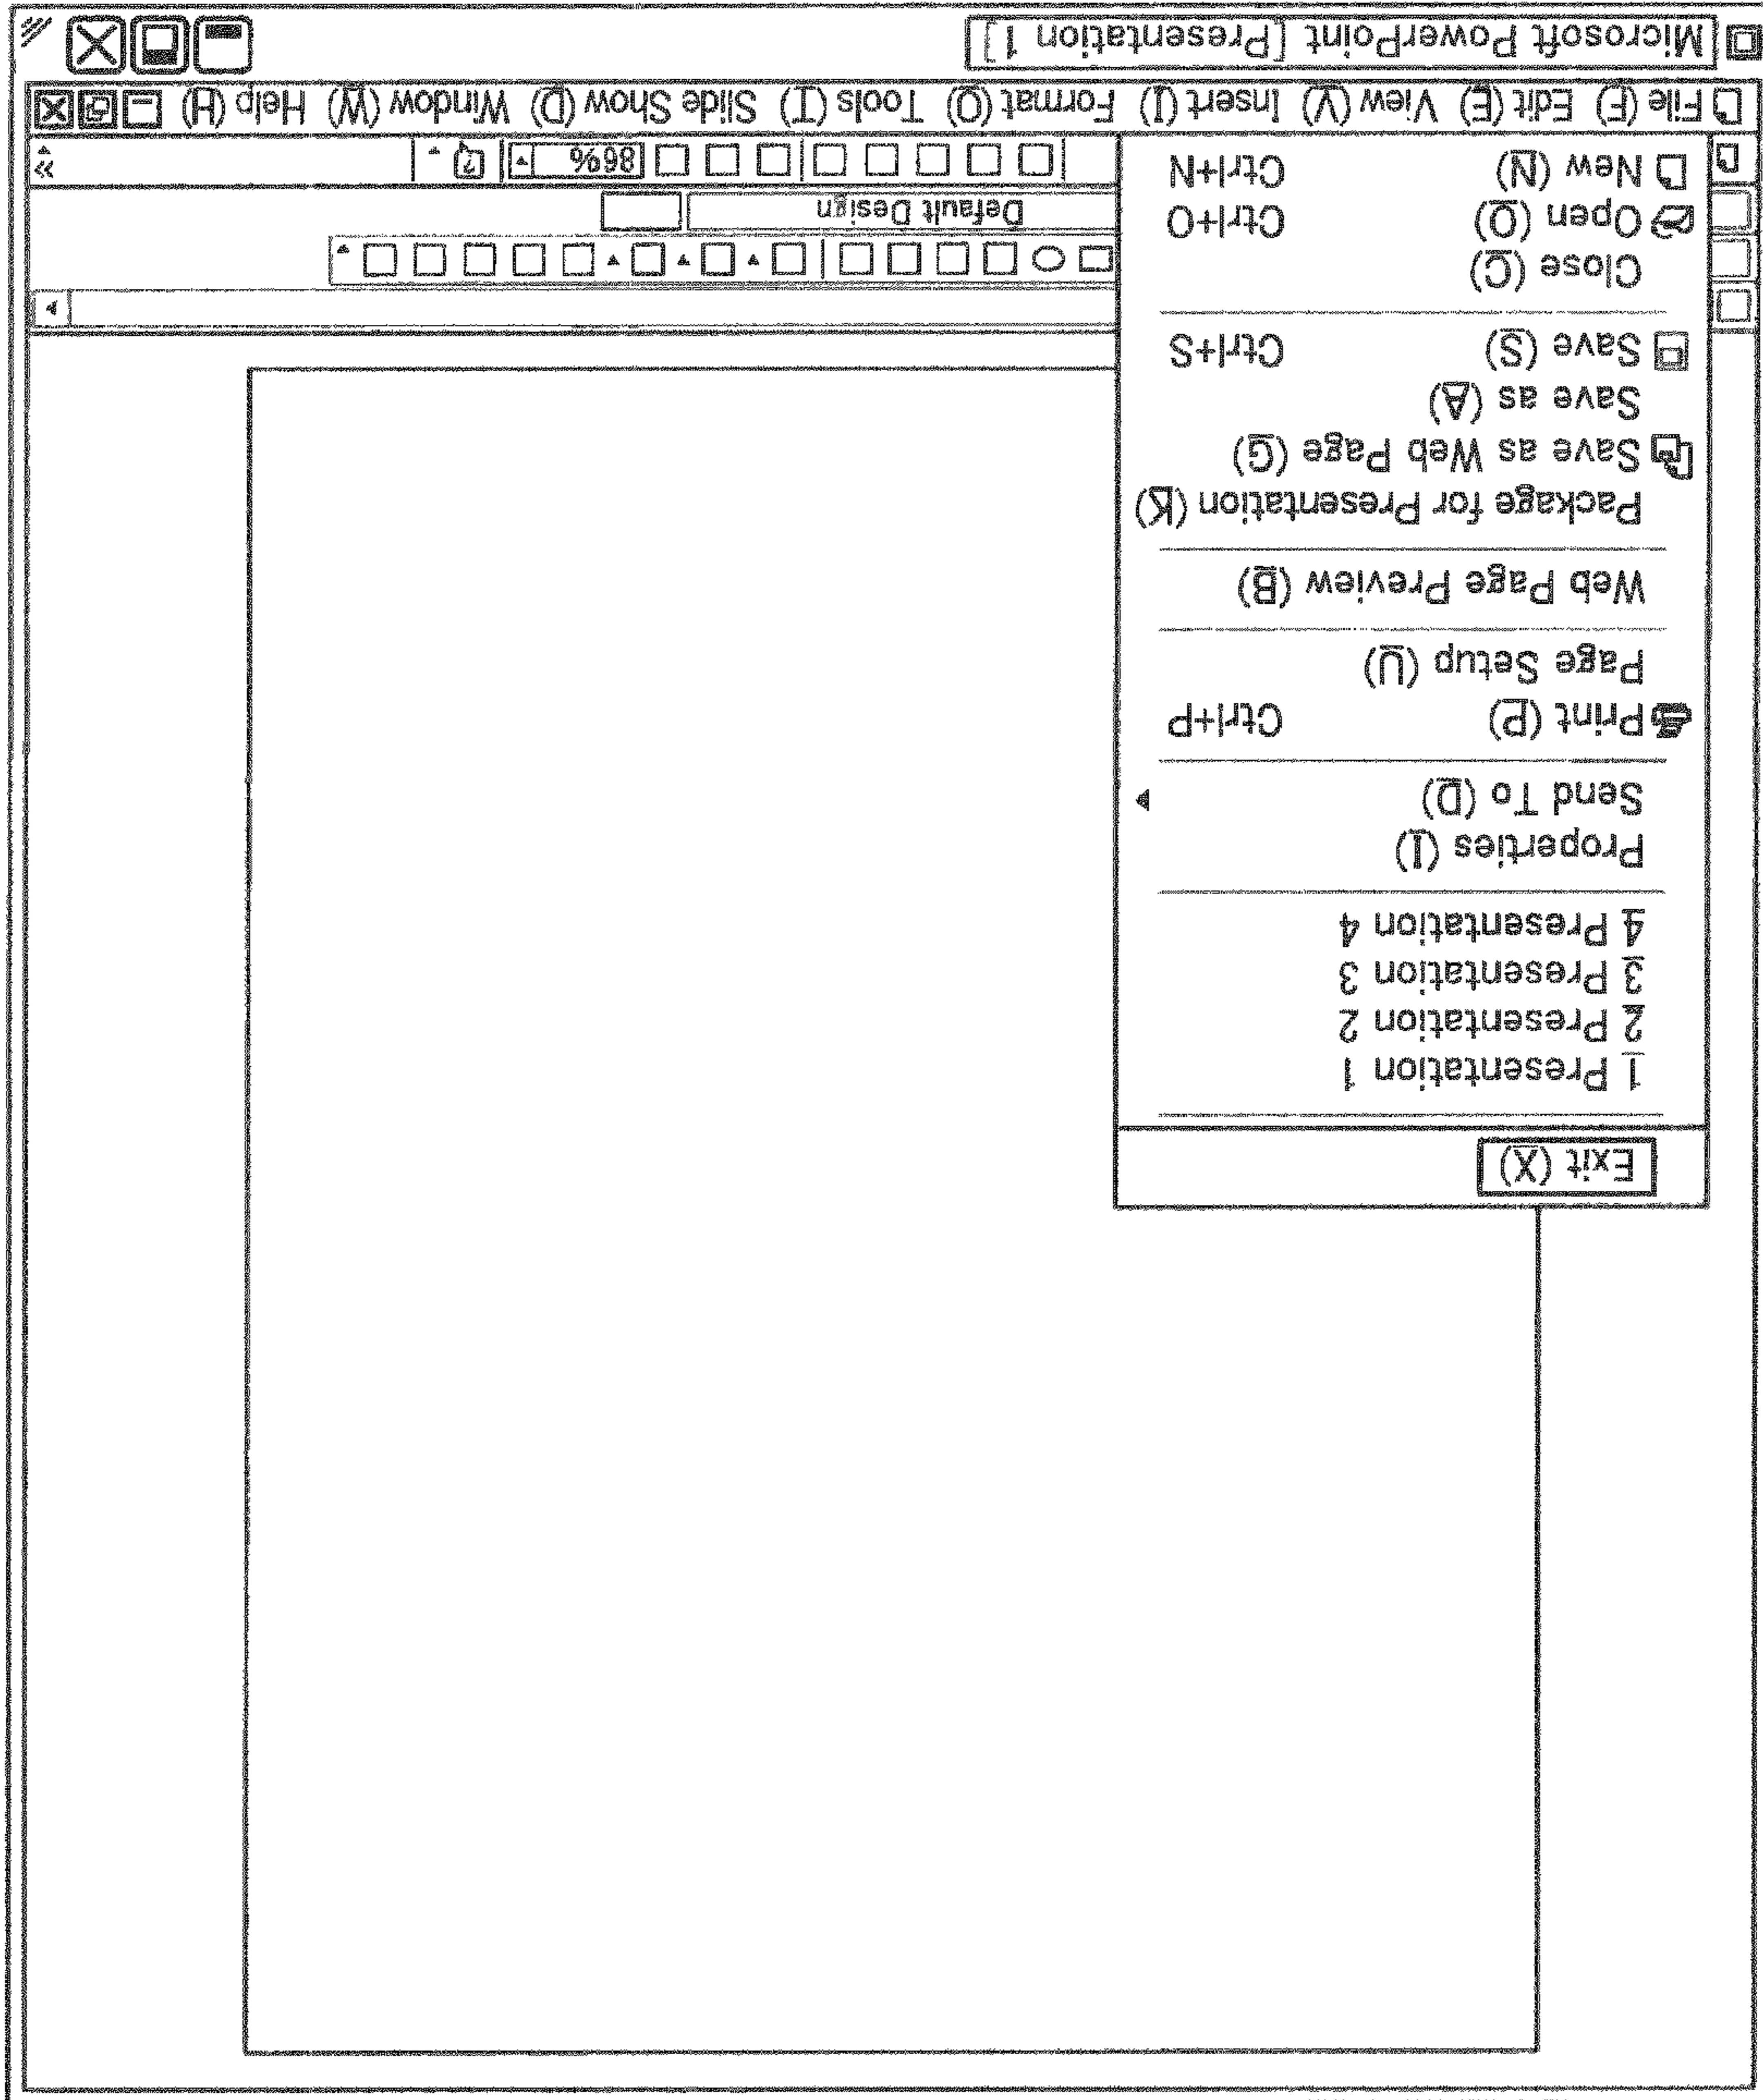 Microsoft PowerPoint [Presentation 1]
File (F) Edit (E) View (V) Insert (I) Format (O) Tools (T) Slide Show (D) Window (W) Help (H)
86%
Default Design
New (N) Ctrl+N
Open (O) Ctrl+O
Close (C)
Save (S) Ctrl+S
Save as (A)
Save as Web Page (G)
Package for Presentation (K)
Web Page Preview (B)
Page Setup (U)
Print (P) Ctrl+P
Send To (D)
Properties (I)
4 Presentation 4
3 Presentation 3
2 Presentation 2
1 Presentation 1
Exit (X)